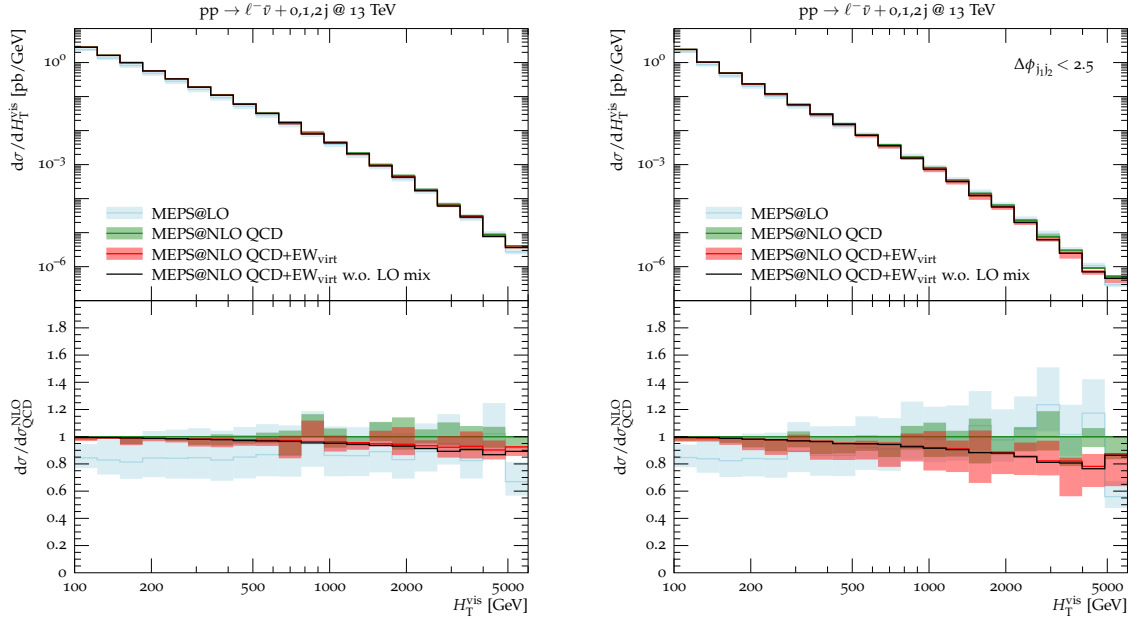 pp → ℓ⁻ν̄ + 0,1,2j @ 13 TeV
dσ/dH_T^vis [pb/GeV]
10⁰
10⁻³
10⁻⁶
MEPS@LO
MEPS@NLO QCD
MEPS@NLO QCD+EW_virt
MEPS@NLO QCD+EW_virt w.o. LO mix
dσ/dσ_QCD^NLO
1.8
1.6
1.4
1.2
1
0.8
0.6
0.4
0.2
0
100 200 500 1000 2000 5000
H_T^vis [GeV]
pp → ℓ⁻ν̄ + 0,1,2j @ 13 TeV
Δϕ_j₁j₂ < 2.5
dσ/dH_T^vis [pb/GeV]
10⁰
10⁻³
10⁻⁶
MEPS@LO
MEPS@NLO QCD
MEPS@NLO QCD+EW_virt
MEPS@NLO QCD+EW_virt w.o. LO mix
dσ/dσ_QCD^NLO
1.8
1.6
1.4
1.2
1
0.8
0.6
0.4
0.2
0
100 200 500 1000 2000 5000
H_T^vis [GeV]